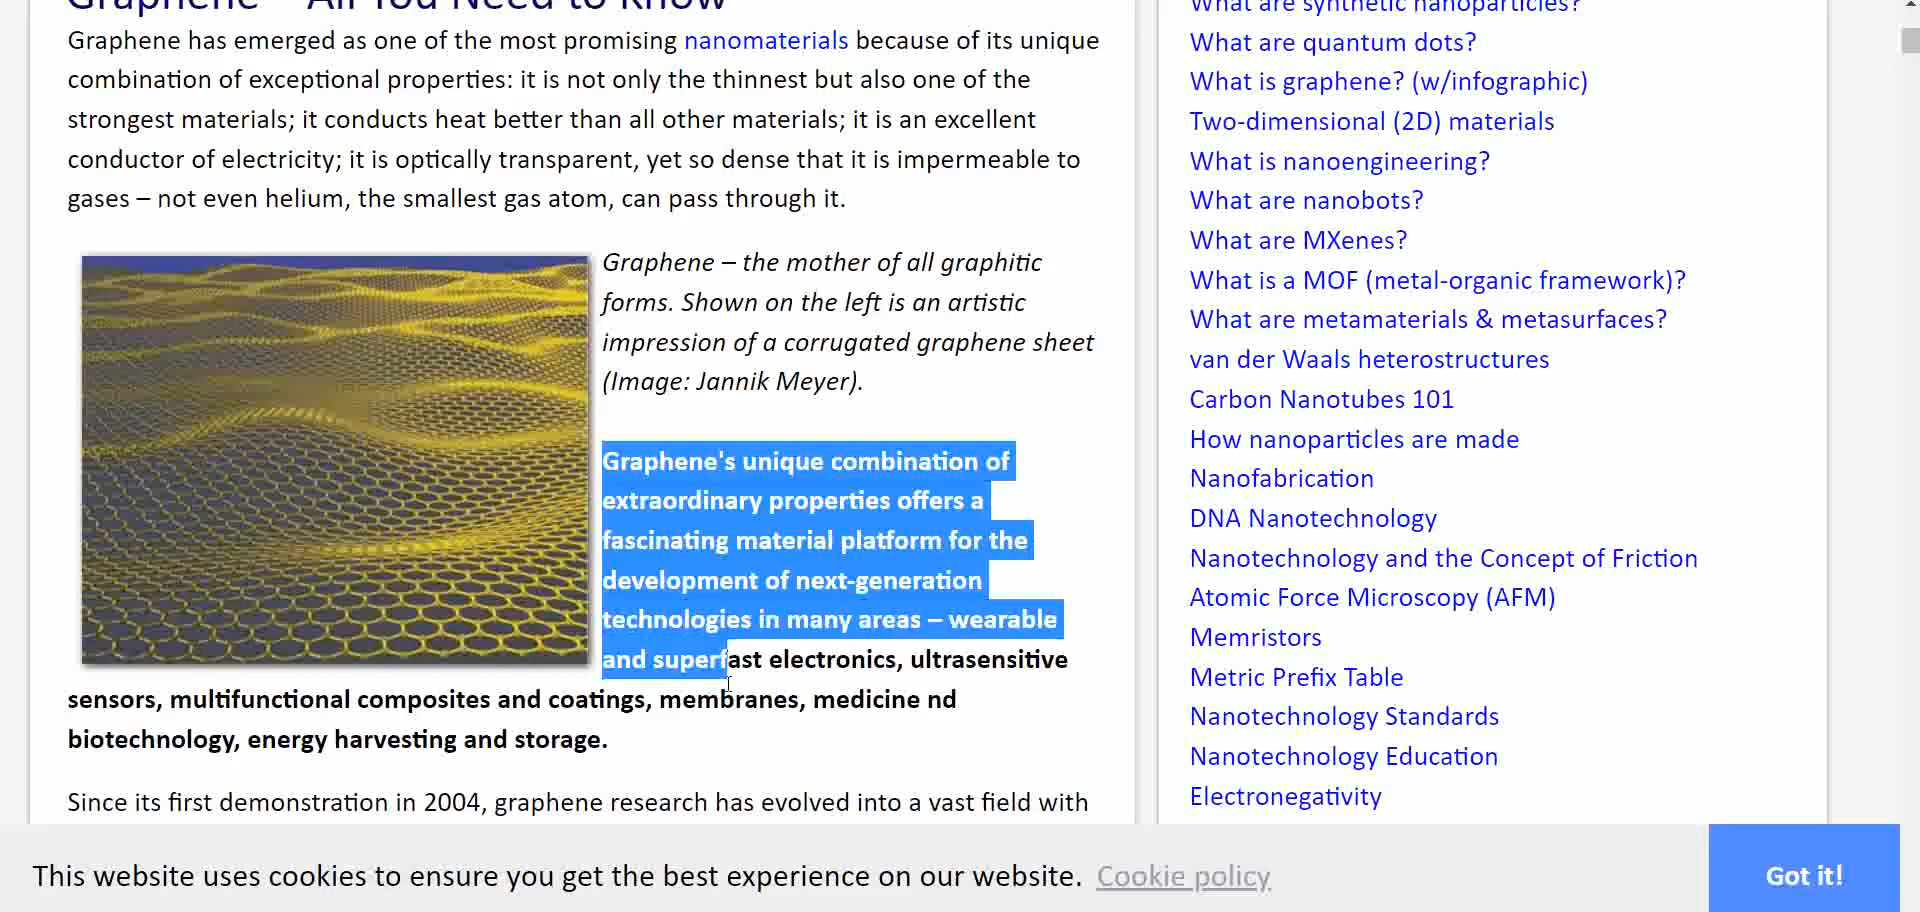 Graphene – All You Need to Know
Graphene has emerged as one of the most promising nanomaterials because of its unique
combination of exceptional properties: it is not only the thinnest but also one of the
strongest materials; it conducts heat better than all other materials; it is an excellent
conductor of electricity; it is optically transparent, yet so dense that it is impermeable to
gases – not even helium, the smallest gas atom, can pass through it.
Graphene – the mother of all graphitic
forms. Shown on the left is an artistic
impression of a corrugated graphene sheet
(Image: Jannik Meyer).
Graphene's unique combination of
extraordinary properties offers a
fascinating material platform for the
development of next-generation
technologies in many areas – wearable
and superfast electronics, ultrasensitive
sensors, multifunctional composites and coatings, membranes, medicine nd
biotechnology, energy harvesting and storage.
Since its first demonstration in 2004, graphene research has evolved into a vast field with
What are synthetic nanoparticles?
What are quantum dots?
What is graphene? (w/infographic)
Two-dimensional (2D) materials
What is nanoengineering?
What are nanobots?
What are MXenes?
What is a MOF (metal-organic framework)?
What are metamaterials & metasurfaces?
van der Waals heterostructures
Carbon Nanotubes 101
How nanoparticles are made
Nanofabrication
DNA Nanotechnology
Nanotechnology and the Concept of Friction
Atomic Force Microscopy (AFM)
Memristors
Metric Prefix Table
Nanotechnology Standards
Nanotechnology Education
Electronegativity
This website uses cookies to ensure you get the best experience on our website. Cookie policy
Got it!